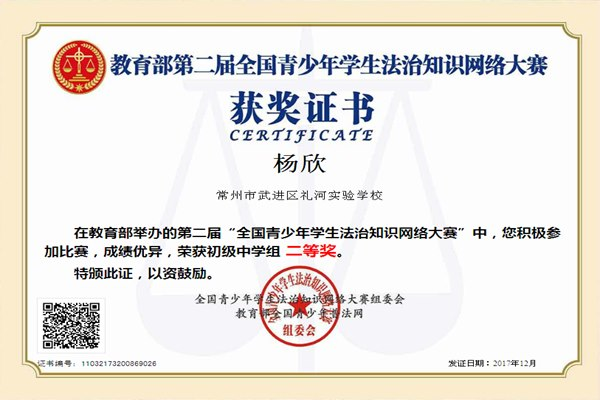 教育部第二届全国青少年学生法治知识网络大赛
获奖证书
CERTIFICATE
杨欣
常州市武进区礼河实验学校
在教育部举办的第二届“全国青少年学生法治知识网络大赛”中，您积极参
加比赛，成绩优异，荣获初级中学组 二等奖。
特颁此证，以资鼓励。
全国青少年学生法治知识网络大赛组委会
教育部全国青少年普法网
组委会
证书编号：11032173200869026
发证日期：2017年12月